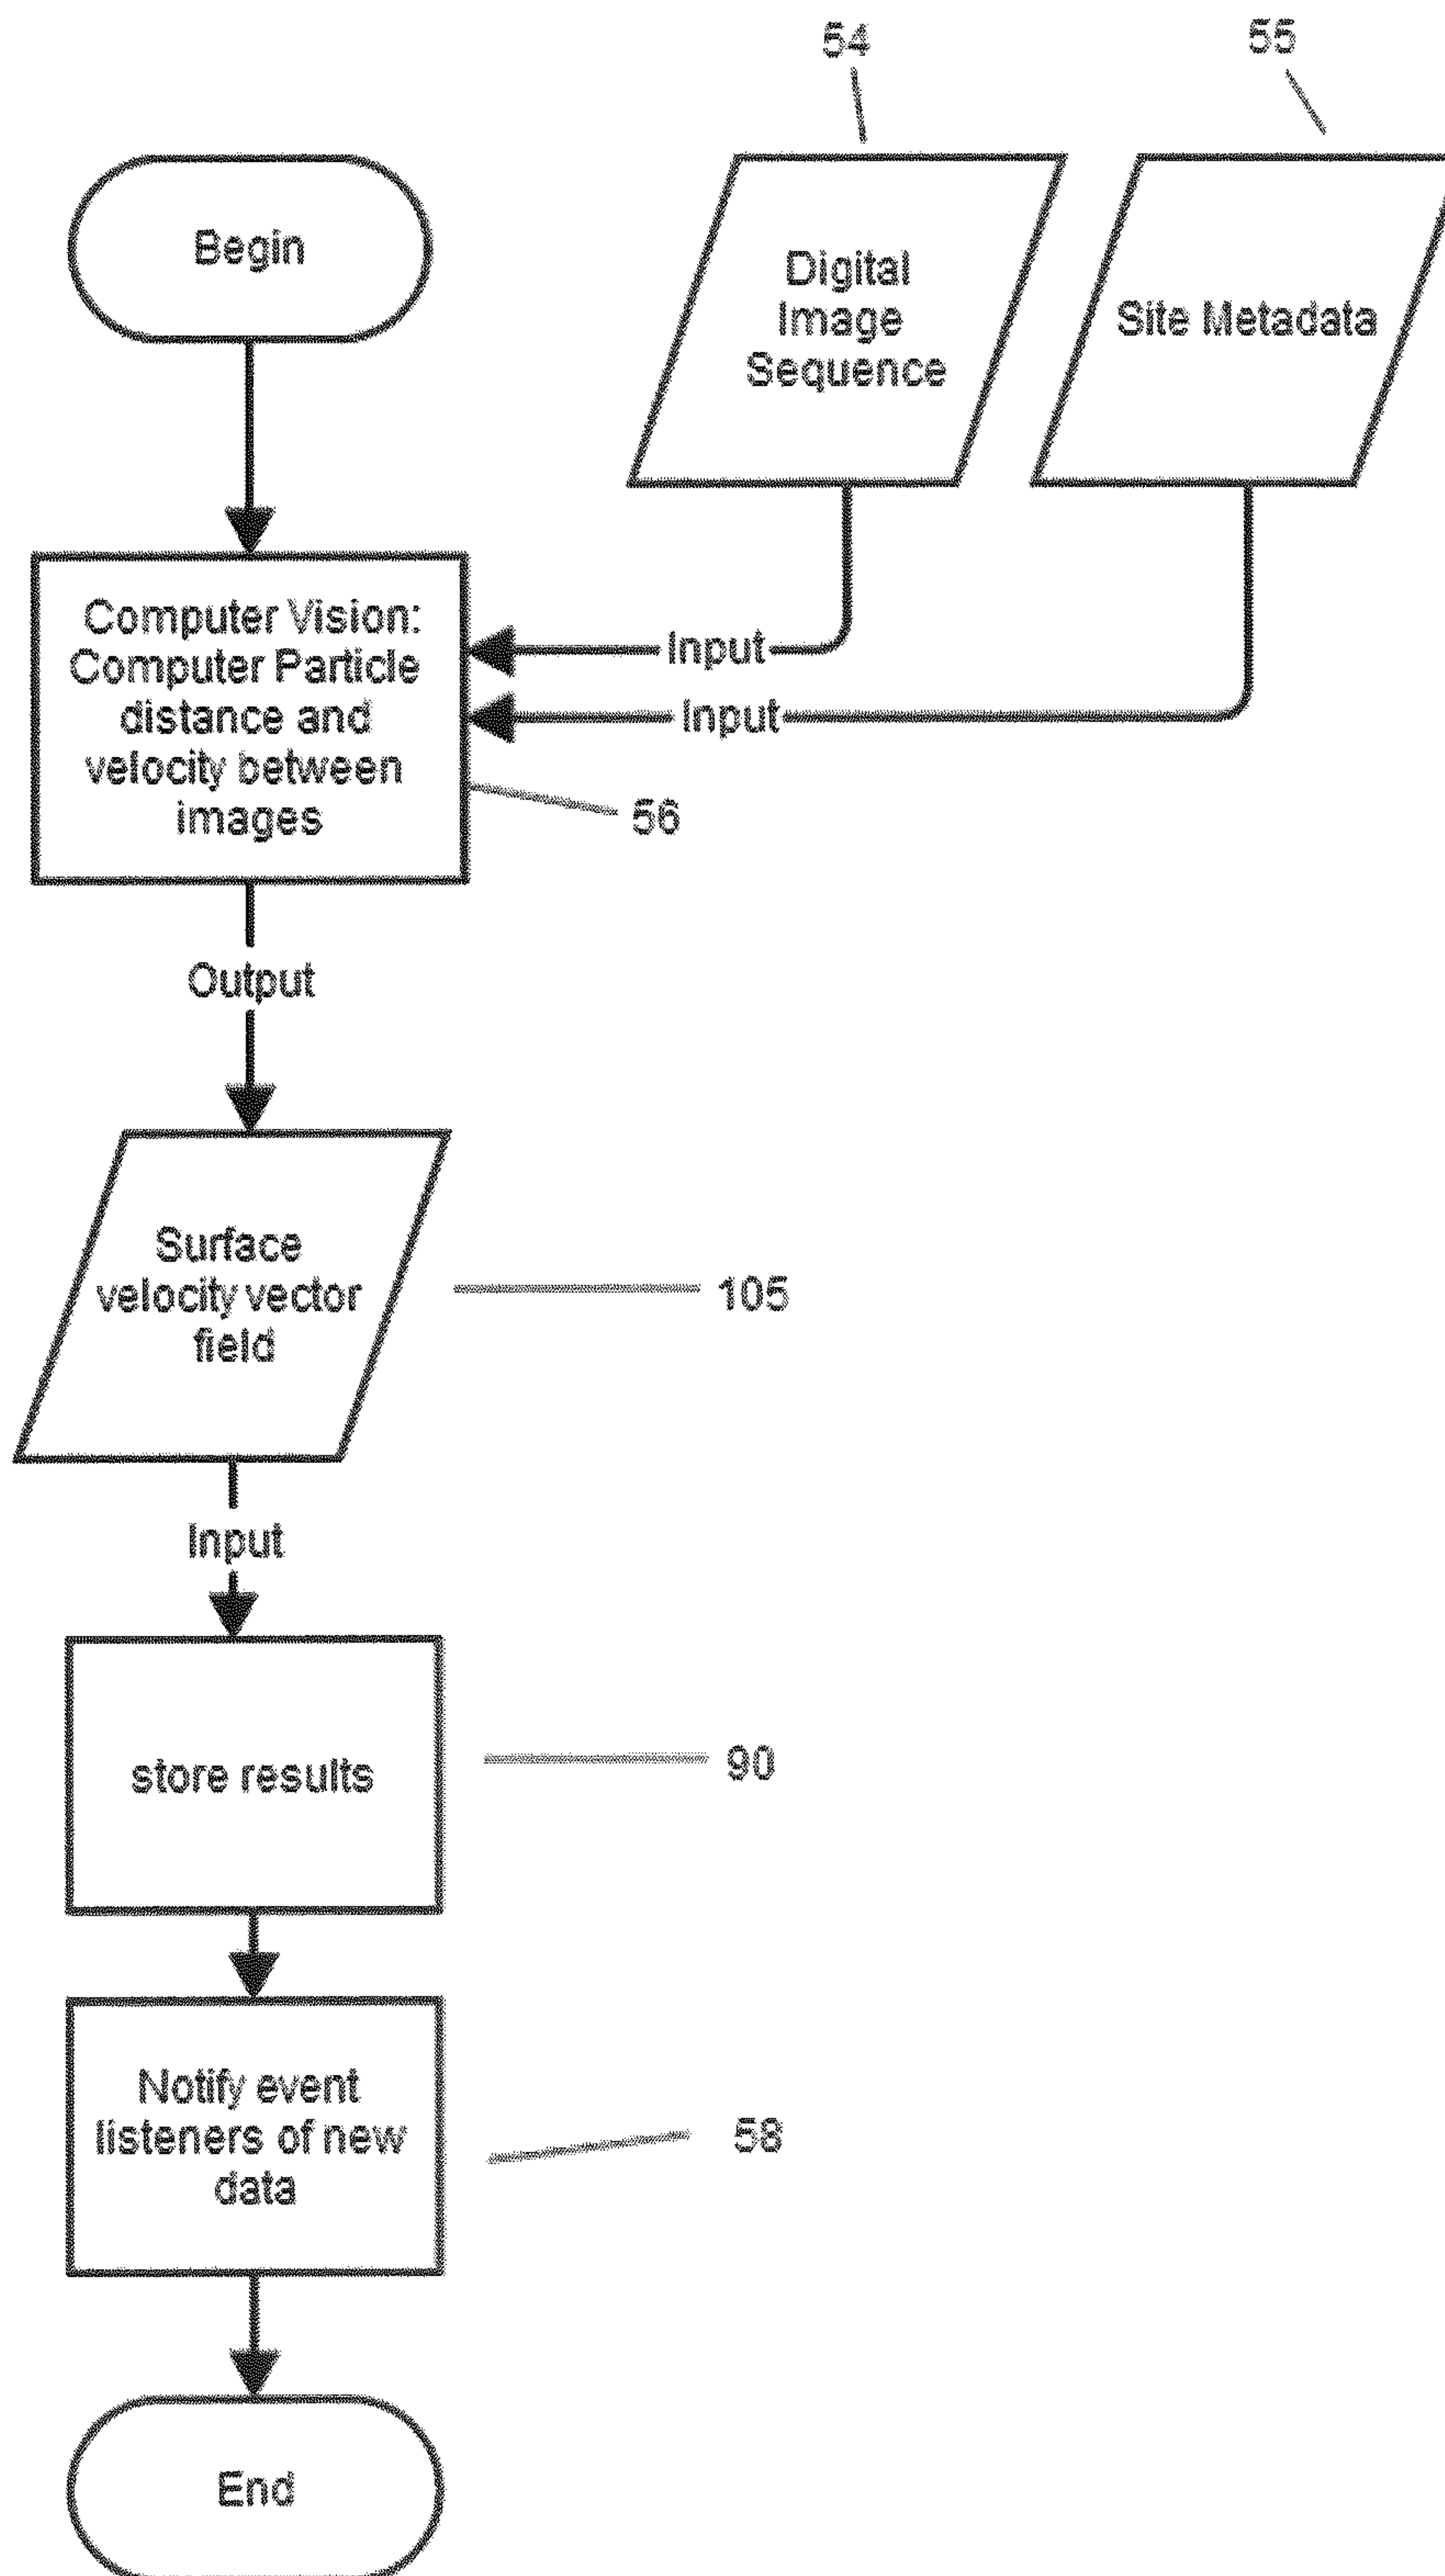 54
55
Begin
Digital
Image
Sequence
Site Metadata
Computer Vision:
Computer Particle
distance and
velocity between
images
Input
Input
56
Output
Surface
velocity vector
field
105
Input
store results
90
Notify event
listeners of new
data
58
End